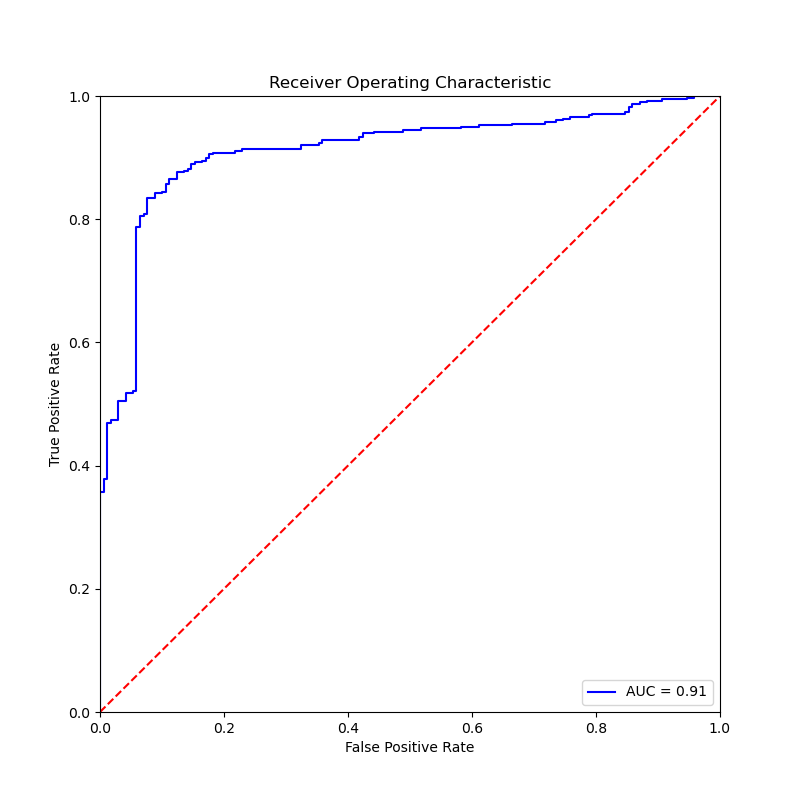 Receiver Operating Characteristic
1.0
0.8
0.6
0.4
0.2
0.0
True Positive Rate
AUC = 0.91
0.0 0.2 0.4 0.6 0.8 1.0
False Positive Rate